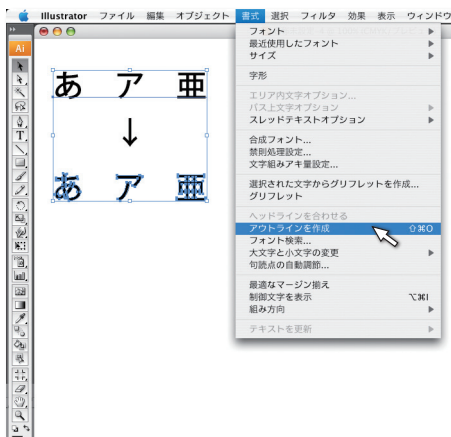 Illustrator ファイル 編集 オブジェクト 書式 選択 フィルタ 効果 表示 ウィンドウ
Ai
T
あ ア 亜
↓
あ ア 亜
フォント
最近使用したフォント
サイズ
字形
エリア内文字オプション...
パス上文字オプション
スレッドテキストオプション
合成フォント...
禁則処理設定...
文字組みアキ量設定...
選択された文字からグリフレットを作成...
グリフレット
ヘッドラインを合わせる
アウトラインを作成 ⇧⌘O
フォント検索...
大文字と小文字の変更
句読点の自動調節...
最適なマージン揃え
制御文字を表示 ⌥⌘I
組み方向
テキストを更新